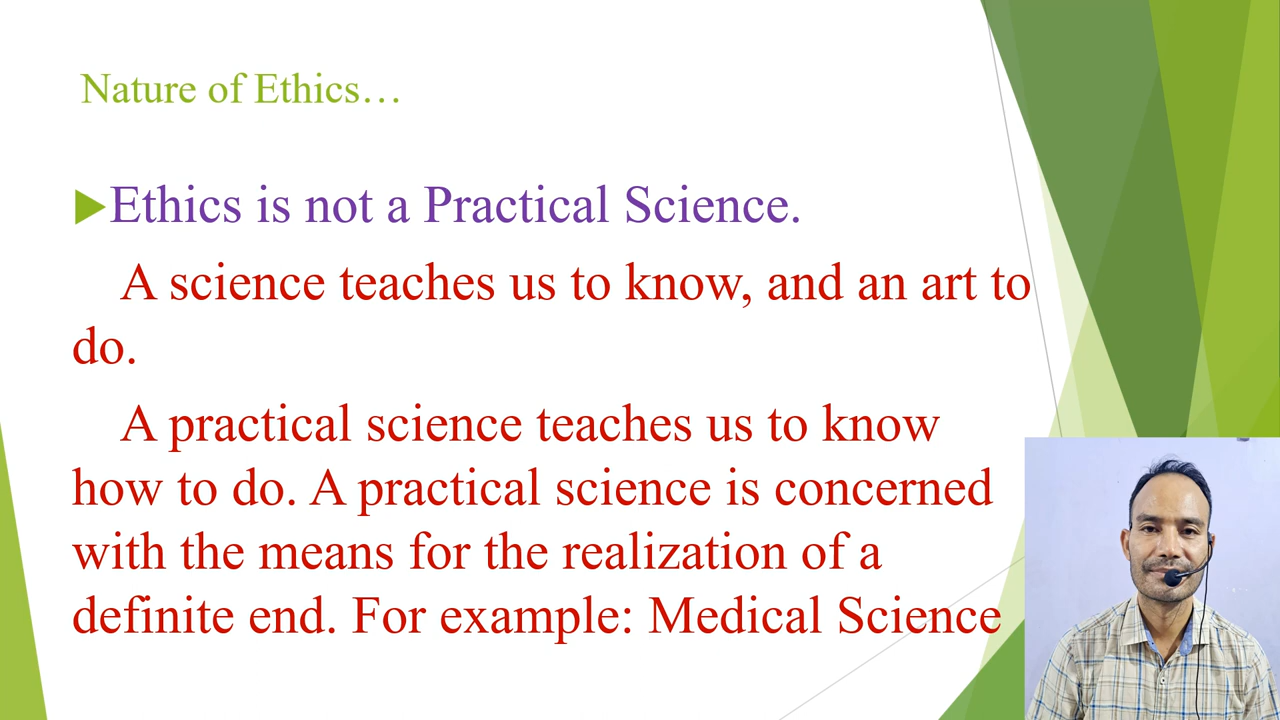 Nature of Ethics…
Ethics is not a Practical Science.
A science teaches us to know, and an art to
do.
A practical science teaches us to know
how to do. A practical science is concerned
with the means for the realization of a
definite end. For example: Medical Science